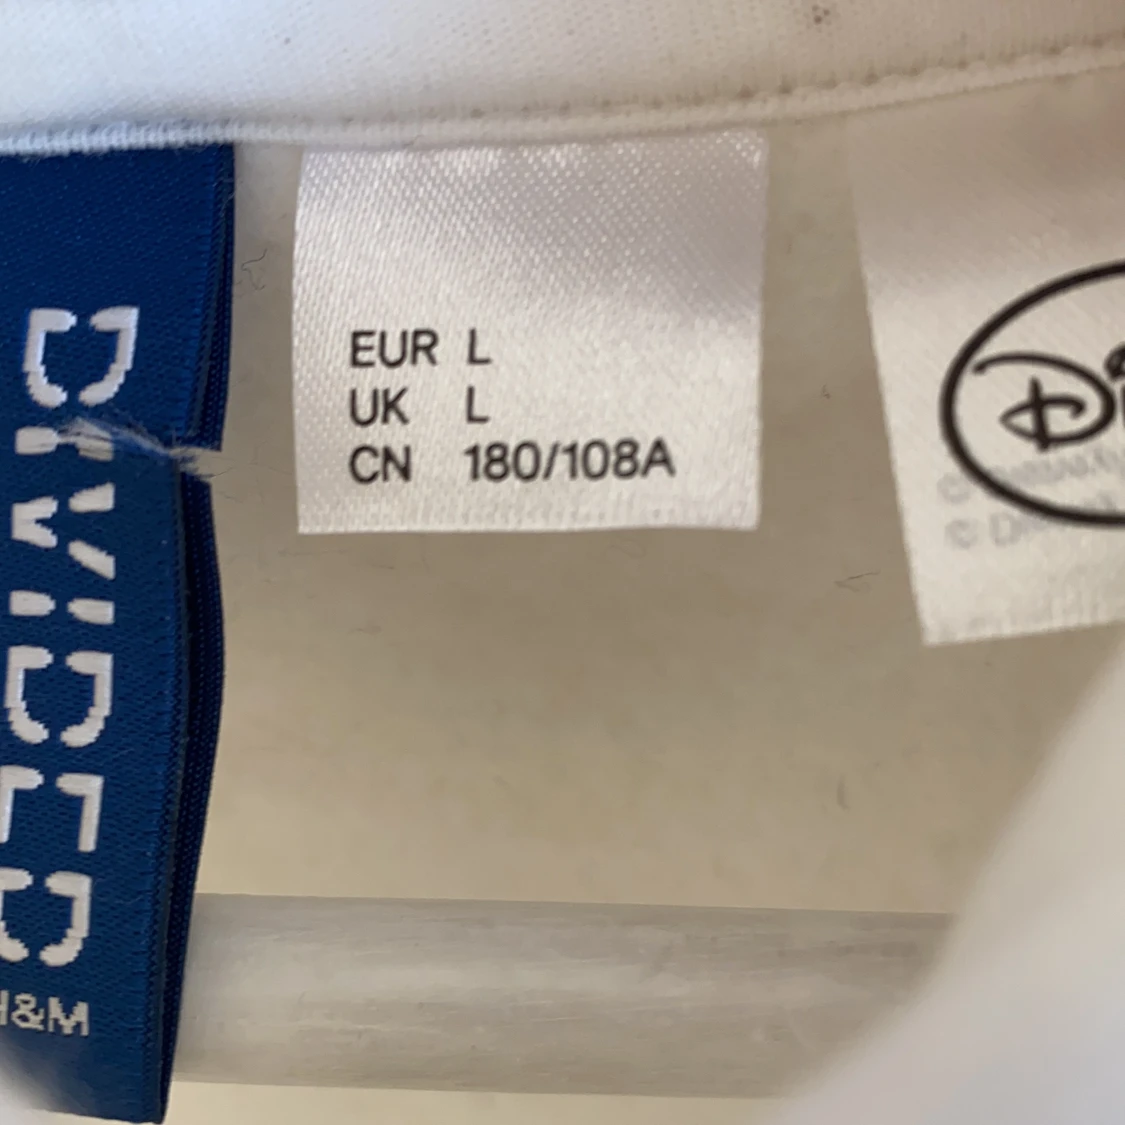 DIVIDED
H&M
EUR L
UK L
CN 180/108A